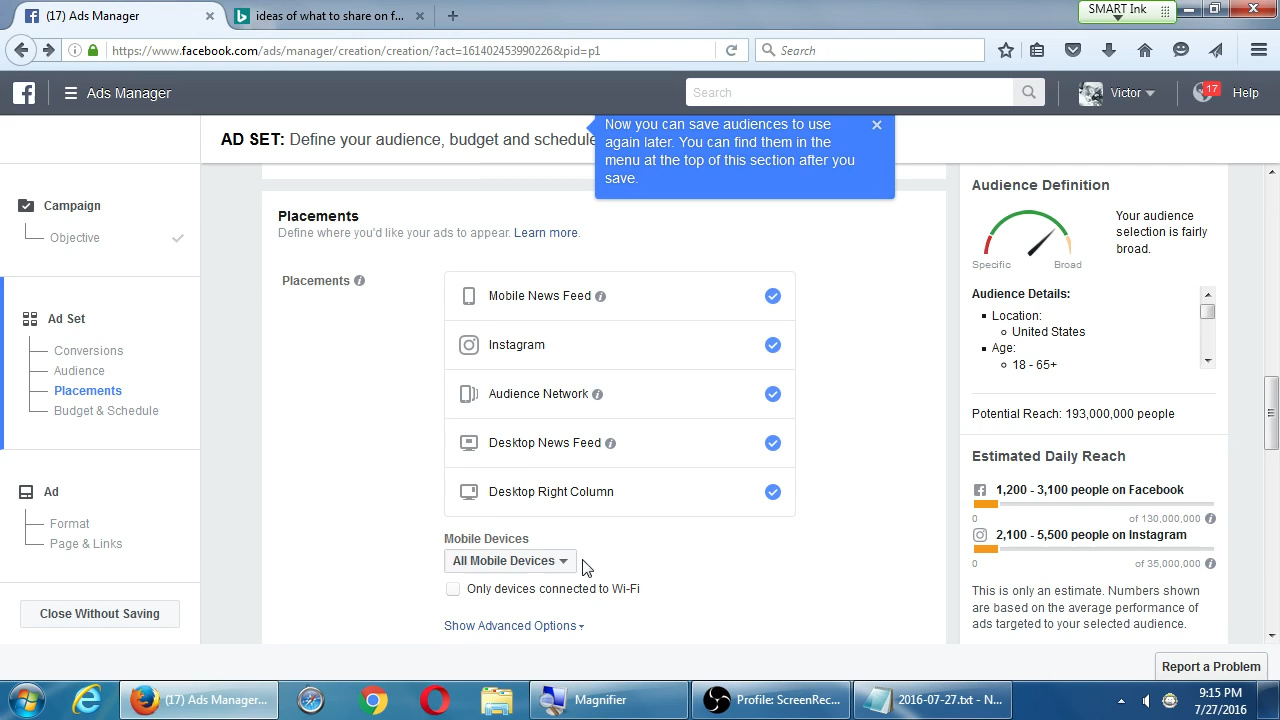 (17) Ads Manager
ideas of what to share on f...
SMART Ink
https://www.facebook.com/ads/manager/creation/creation/?act=1614024539902268&pid=p1
Search
Ads Manager
Search
Victor
17
Help
AD SET: Define your audience, budget and schedule
Now you can save audiences to use
again later. You can find them in the
menu at the top of this section after you
save.
Campaign
Objective
Ad Set
Conversions
Audience
Placements
Budget & Schedule
Ad
Format
Page & Links
Close Without Saving
Placements
Define where you'd like your ads to appear. Learn more.
Placements
Mobile News Feed
Instagram
Audience Network
Desktop News Feed
Desktop Right Column
Mobile Devices
All Mobile Devices
Only devices connected to Wi-Fi
Show Advanced Options
Audience Definition
Your audience
selection is fairly
broad.
Specific
Broad
Audience Details:
Location:
United States
Age:
18 - 65+
Potential Reach: 193,000,000 people
Estimated Daily Reach
1,200 - 3,100 people on Facebook
0
of 130,000,000
2,100 - 5,500 people on Instagram
0
of 35,000,000
This is only an estimate. Numbers shown
are based on the average performance of
ads targeted to your selected audience.
Report a Problem
(17) Ads Manager...
Magnifier
Profile: ScreenRec...
2016-07-27.txt - N...
9:15 PM
7/27/2016